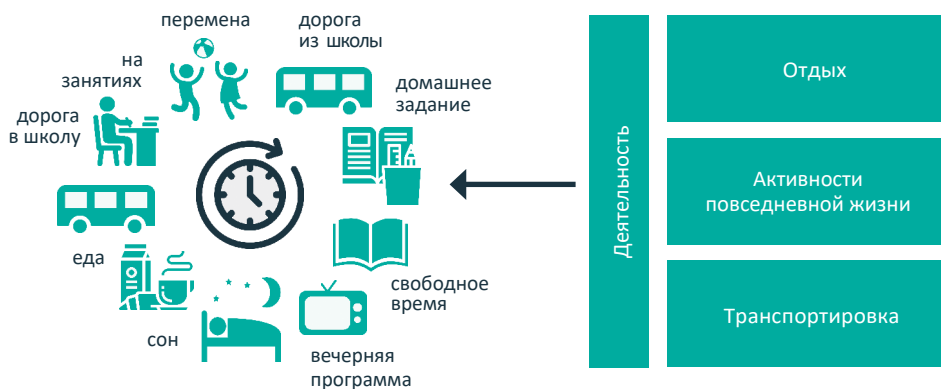 перемена
дорога
из школы
на
занятиях
домашнее
задание
дорога
в школу
еда
свободное
время
сон
вечерняя
программа
Деятельность
Отдых
Активности
повседневной жизни
Транспортировка